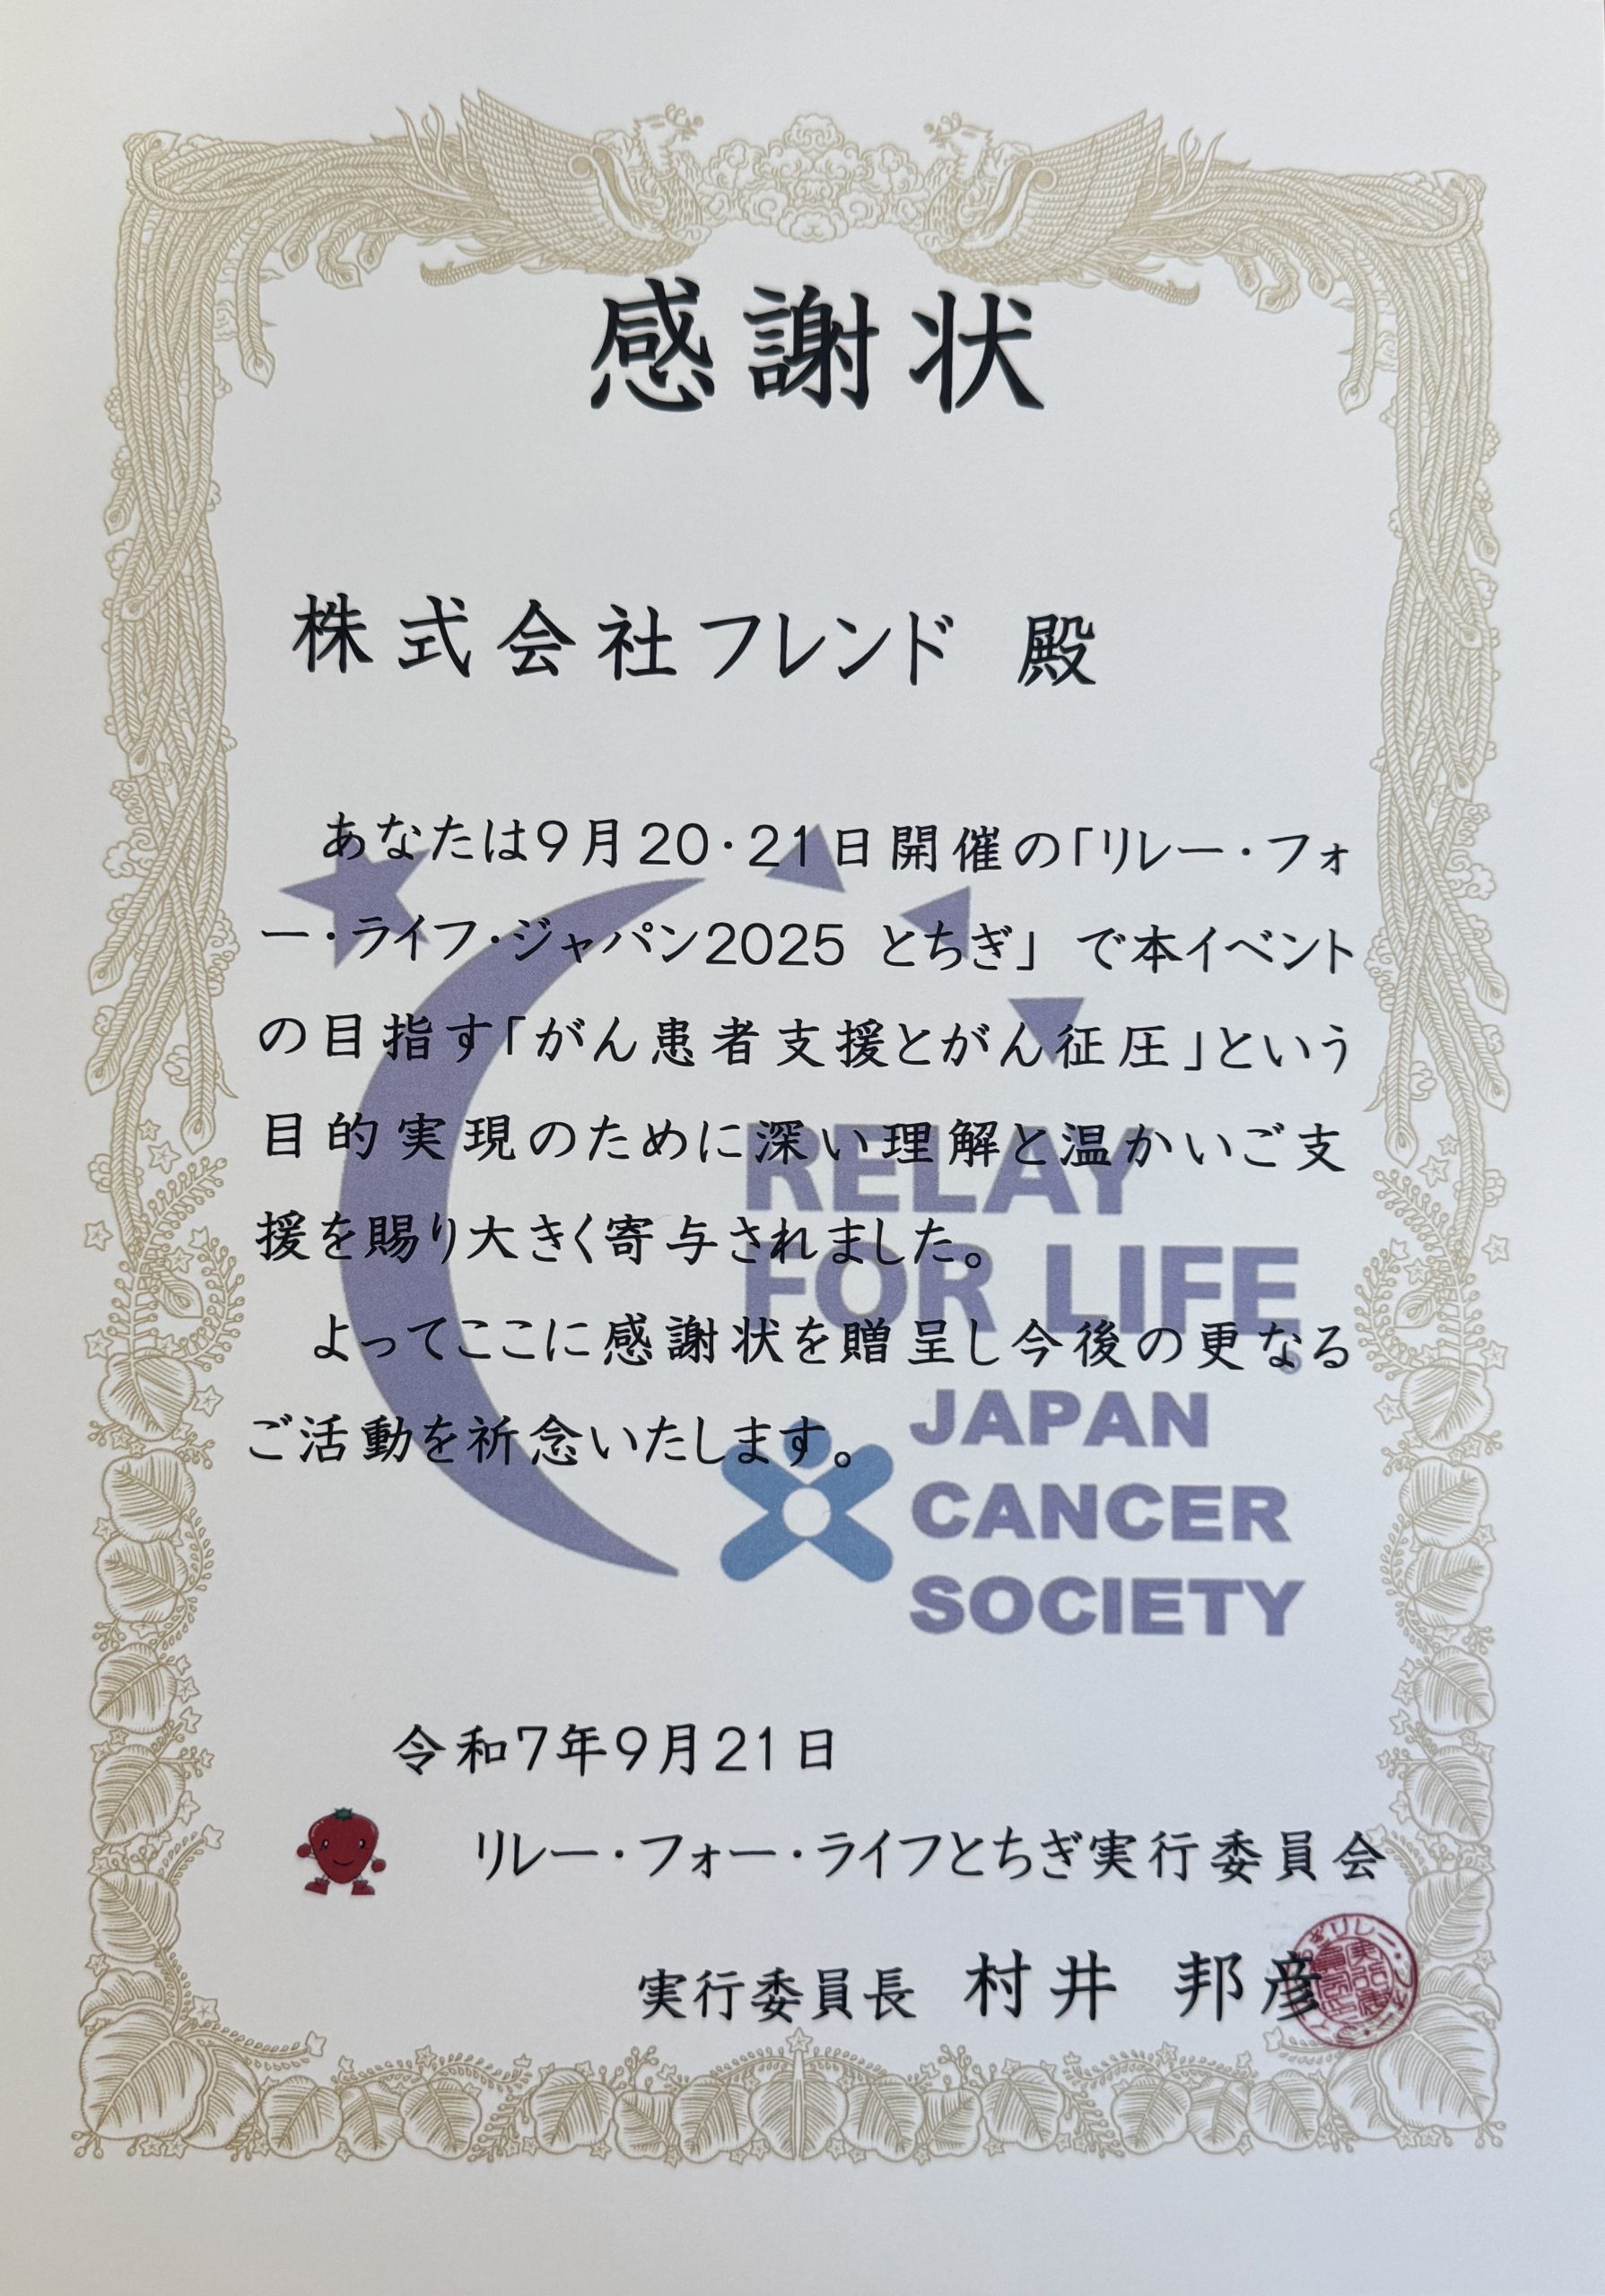 感謝状
株式会社フレンド 殿
あなたは9月20・21日開催の「リレー・フォ
ー・ライフ・ジャパン2025 とちぎ」で本イベント
の目指す「がん患者支援とがん征圧」という
目的実現のために深い理解と温かいご支
援を賜り大きく寄与されました。
よってここに感謝状を贈呈し今後の更なる
ご活動を祈念いたします。
RELAY
FOR LIFE
JAPAN
CANCER
SOCIETY
令和7年9月21日
リレー・フォー・ライフとちぎ実行委員会
実行委員長 村井 邦彦